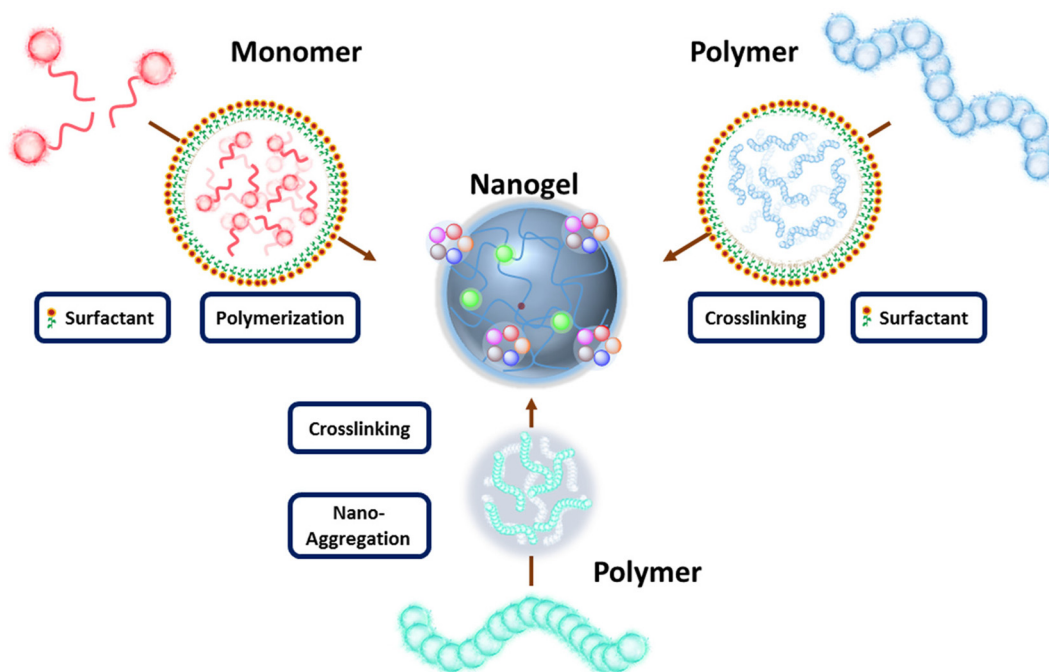 Monomer
Polymer
Nanogel
Surfactant
Polymerization
Crosslinking
Surfactant
Crosslinking
Nano-
Aggregation
Polymer